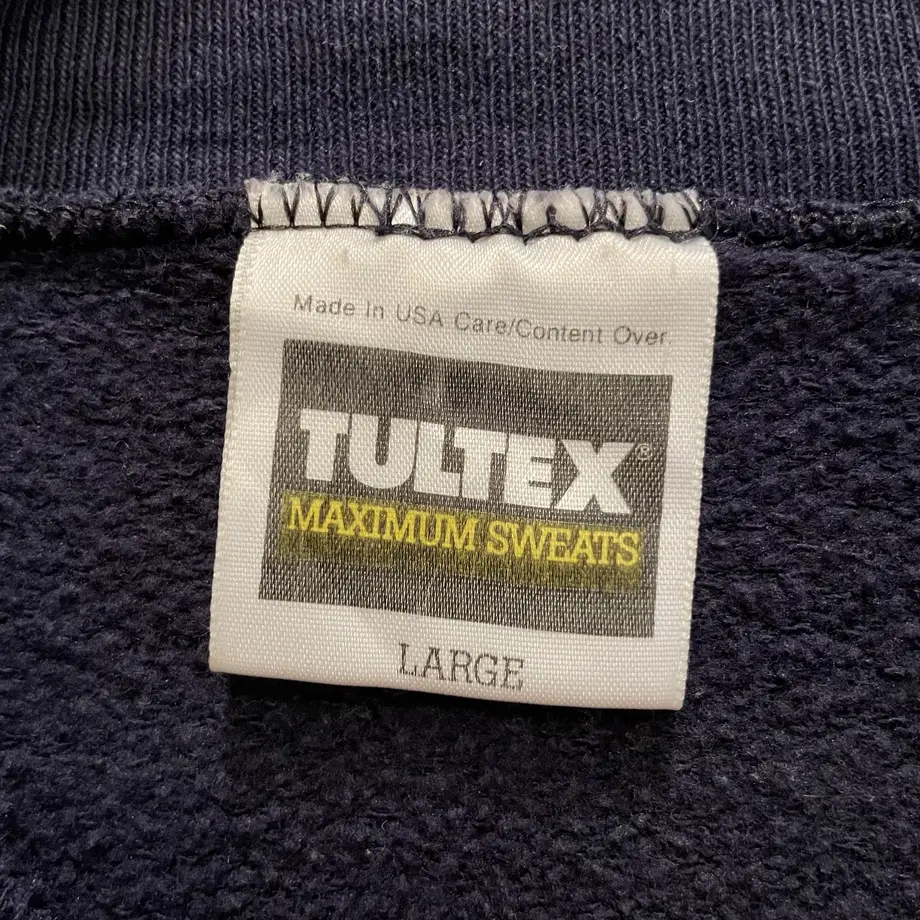 Made In USA Care/Content Over
TULTEX®
MAXIMUM SWEATS
LARGE